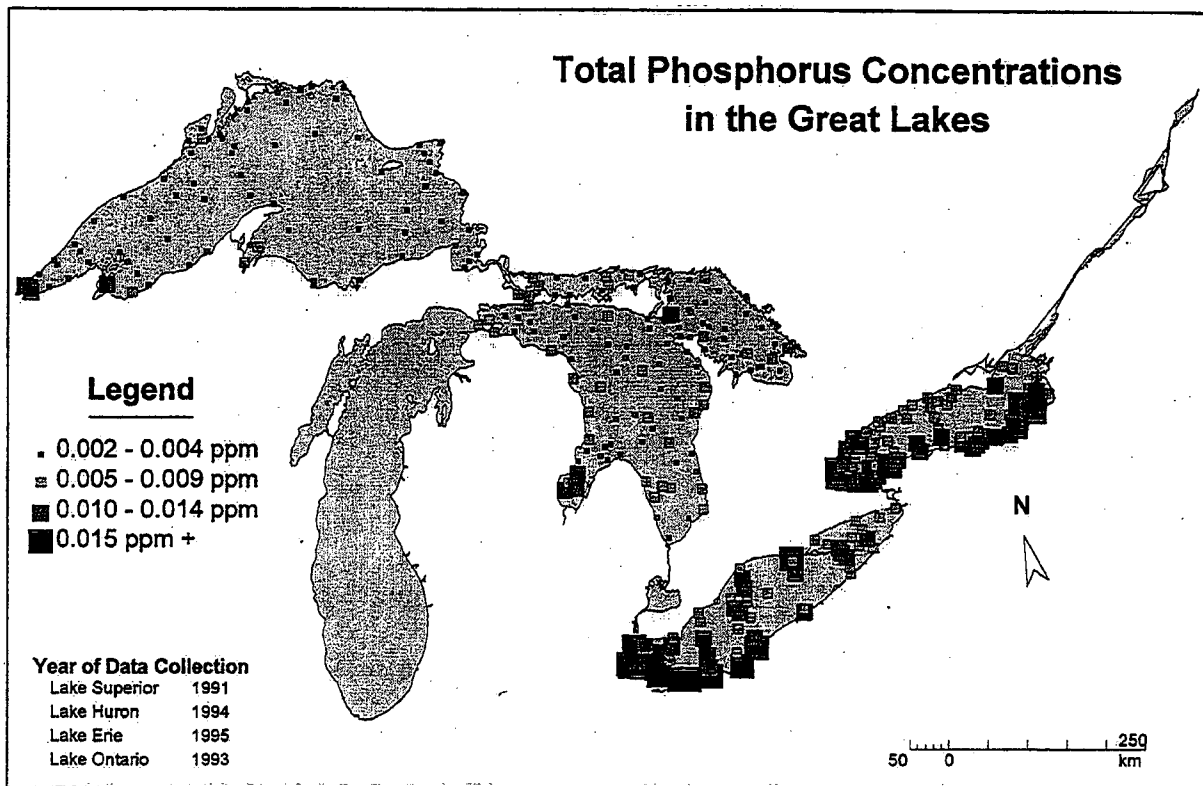 Total Phosphorus Concentrations
in the Great Lakes
Legend
0.002 - 0.004 ppm
0.005 - 0.009 ppm
0.010 - 0.014 ppm
0.015 ppm +
N
Year of Data Collection
Lake Superior 1991
Lake Huron 1994
Lake Erie 1995
Lake Ontario 1993
50 0 250
km